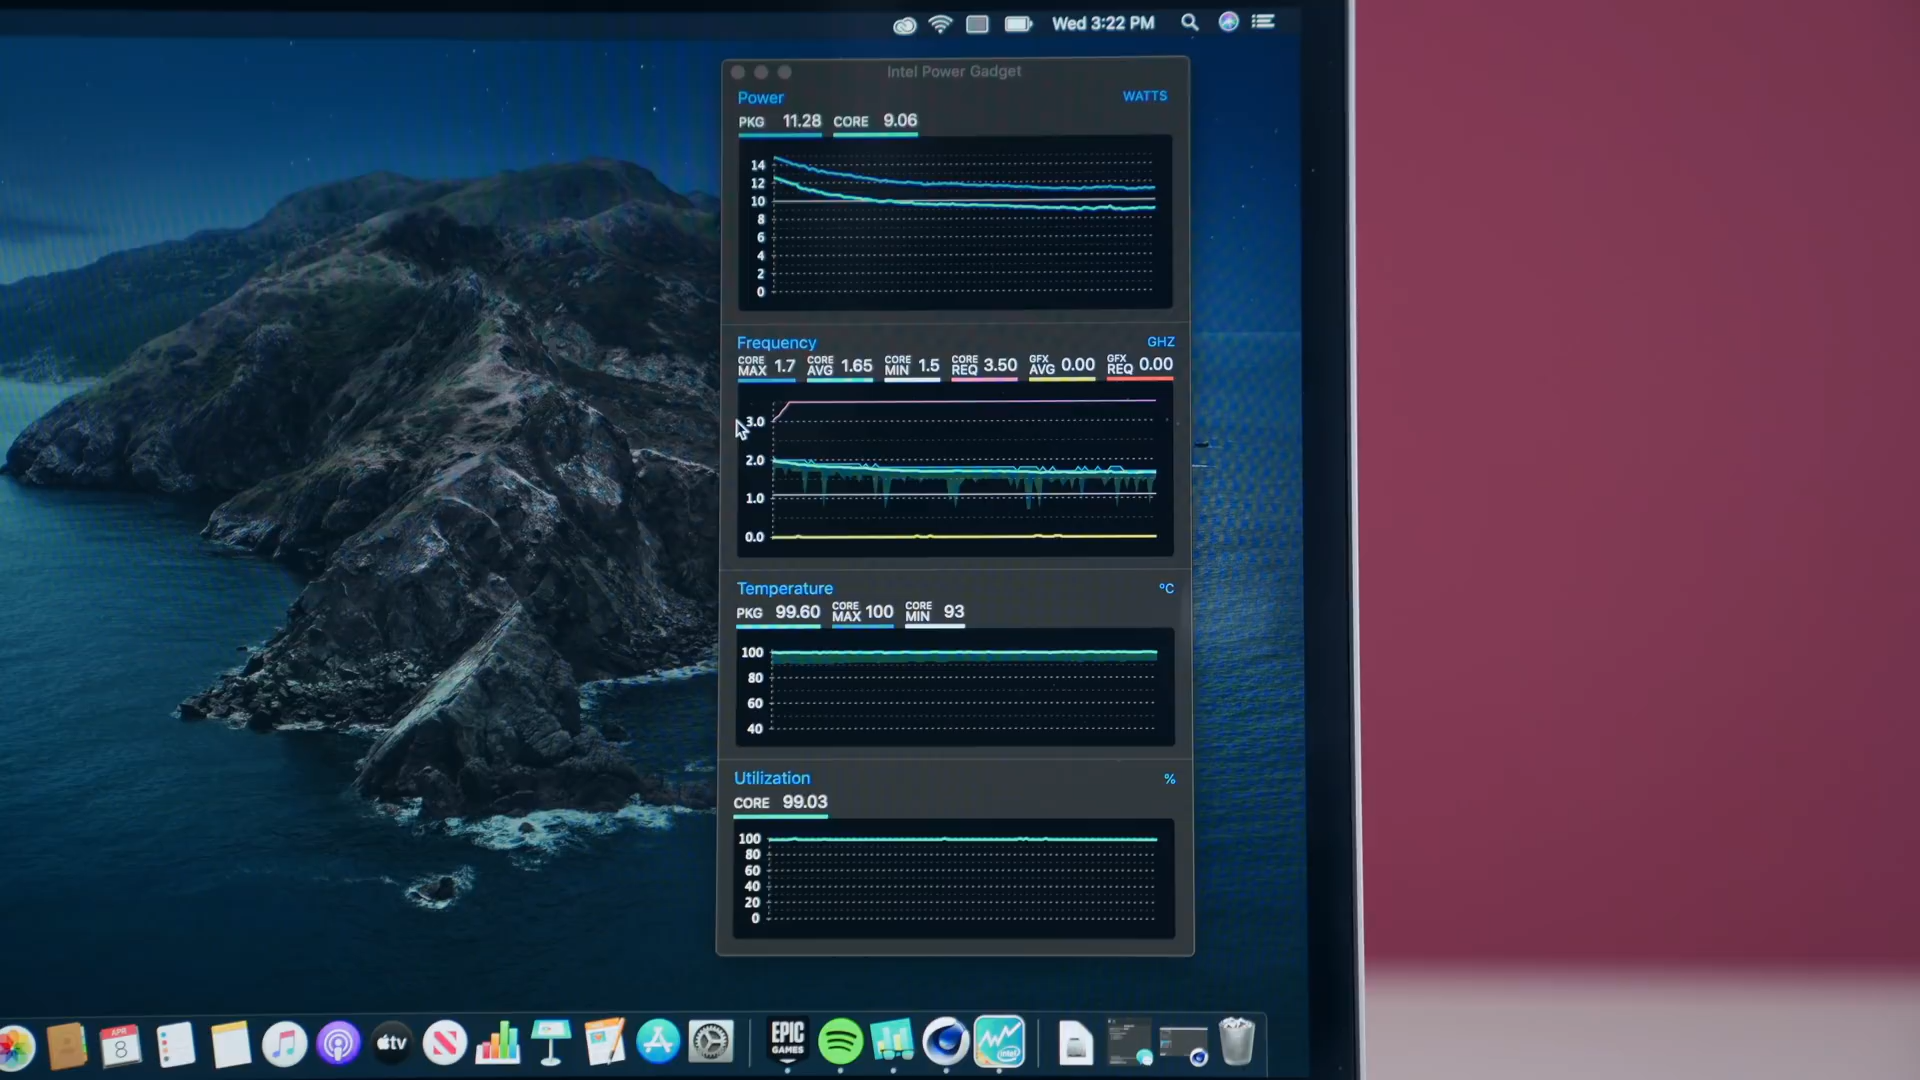 Wed 3:22 PM
Intel Power Gadget
Power WATTS
PKG 11.28 CORE 9.06
14
12
10
8
6
4
2
0
Frequency GHZ
CORE MAX 1.7 CORE AVG 1.65 CORE MIN 1.5 CORE REQ 3.50 GFX AVG 0.00 GFX REQ 0.00
3.0
2.0
1.0
0.0
Temperature °C
PKG 99.60 CORE MAX 100 CORE MIN 93
100
80
60
40
Utilization %
CORE 99.03
100
80
60
40
20
0
APR
8
tv
EPIC
GAMES
intel